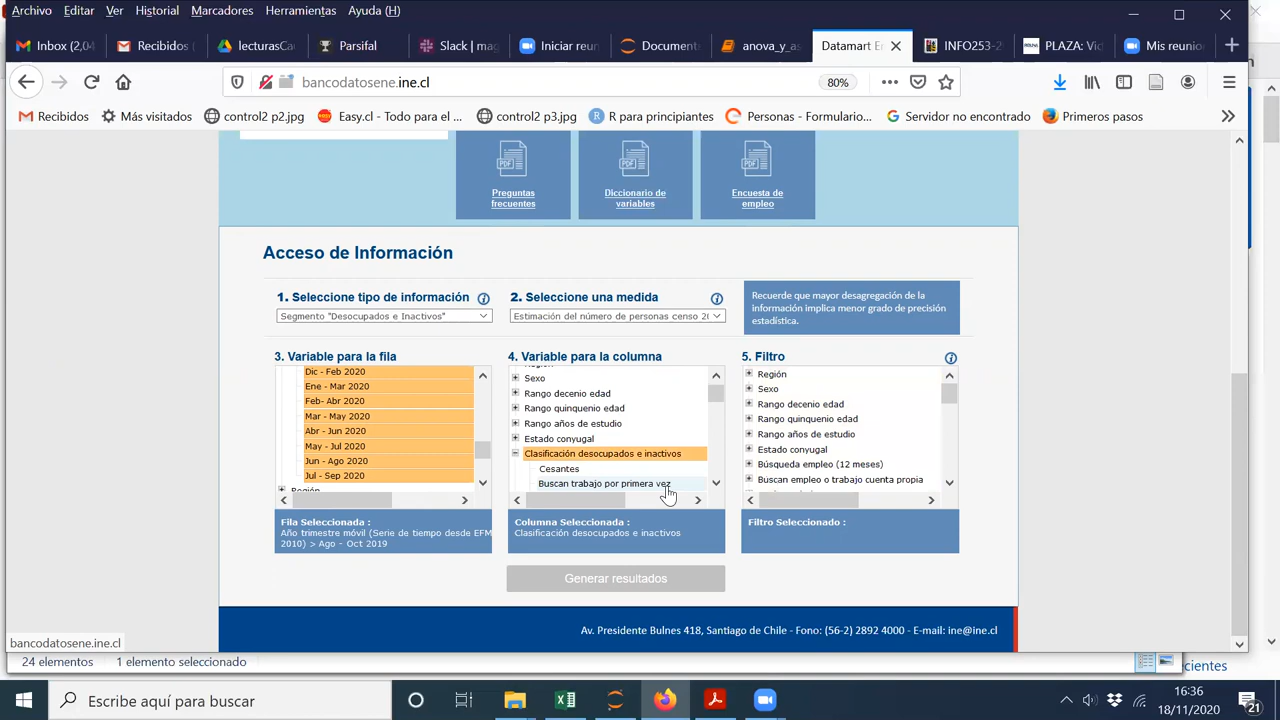 Archivo Editar Ver Historial Marcadores Herramientas Ayuda (H)
Inbox (2,04 Recibidos lecturasCa Parsifal Slack | mag Iniciar reu Documenta anova_y_as Datamart En INFO253-2 PLAZA: Vid Mis reunio
bancodatosene.ine.cl 80%
Recibidos Más visitados control2 p2.jpg Easy.cl - Todo para el ... control2 p3.jpg R para principiantes Personas - Formulario... Servidor no encontrado Primeros pasos
Preguntas frecuentes
Diccionario de variables
Encuesta de empleo
Acceso de Información
1. Seleccione tipo de información
Segmento "Desocupados e Inactivos"
2. Seleccione una medida
Estimación del número de personas censo 20
Recuerde que mayor desagregación de la
información implica menor grado de precisión
estadística.
3. Variable para la fila
Dic - Feb 2020
Ene - Mar 2020
Feb- Abr 2020
Mar - May 2020
Abr - Jun 2020
May - Jul 2020
Jun - Ago 2020
Jul - Sep 2020
Región
Fila Seleccionada :
Año trimestre móvil (Serie de tiempo desde EFM
2010) > Ago - Oct 2019
4. Variable para la columna
Región
Sexo
Rango decenio edad
Rango quinquenio edad
Rango años de estudio
Estado conyugal
Clasificación desocupados e inactivos
Cesantes
Buscan trabajo por primera vez
Columna Seleccionada :
Clasificación desocupados e inactivos
5. Filtro
Región
Sexo
Rango decenio edad
Rango quinquenio edad
Rango años de estudio
Estado conyugal
Búsqueda empleo (12 meses)
Buscan empleo o trabajo cuenta propia
Filtro Seleccionado :
Generar resultados
Av. Presidente Bulnes 418, Santiago de Chile - Fono: (56-2) 2892 4000 - E-mail: ine@ine.cl
bancodatosene.ine.cl
24 elementos 1 elemento seleccionado
ecientes
Escribe aquí para buscar
16:36
18/11/2020
21